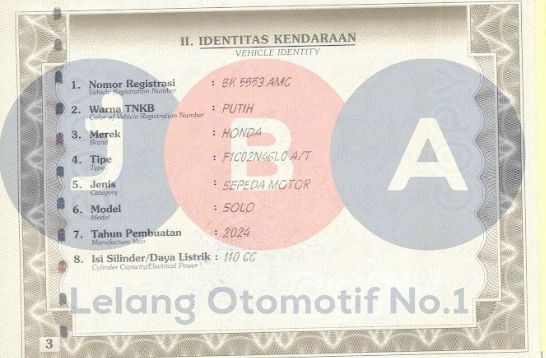 II. IDENTITAS KENDARAAN
VEHICLE IDENTITY
1. Nomor Registrasi : BK 5553 AMC
Vehicle Registration Number
2. Warna TNKB : PUTIH
Color of Vehicle Registration Number
3. Merek : HONDA
Brand
4. Tipe : F1C02N46L0 A/T
Type
5. Jenis : SEPEDA MOTOR
Category
6. Model : SOLO
Model
7. Tahun Pembuatan : 2024
Manufacture Year
8. Isi Silinder/Daya Listrik : 110 CC
Cylinder Capacity/Electrical Power
JBA
Lelang Otomotif No.1
3